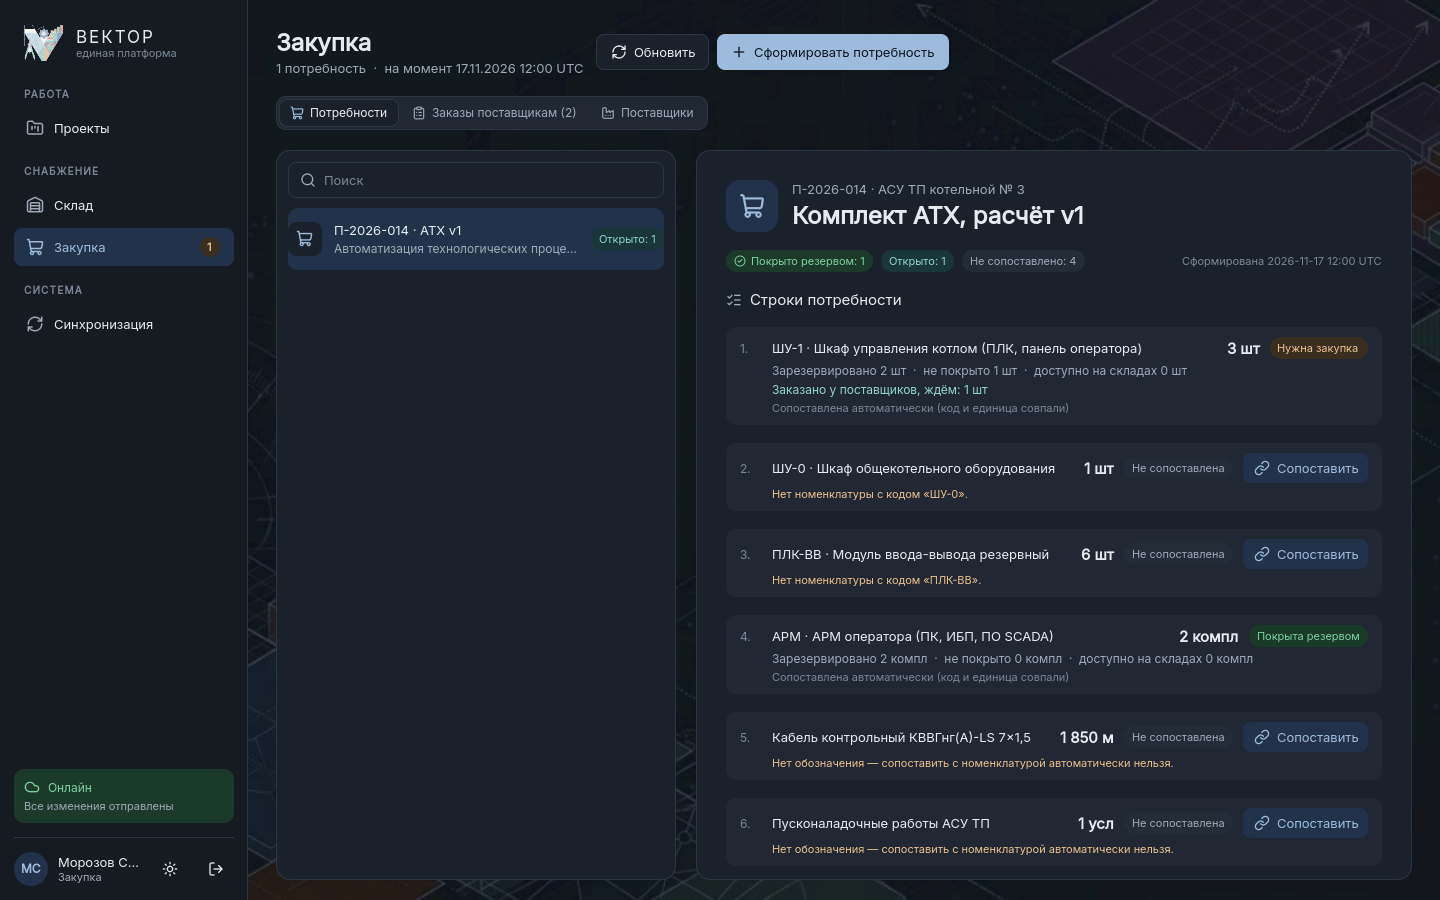 ВЕКТОР
единая платформа
РАБОТА
Проекты
СНАБЖЕНИЕ
Склад
Закупка 1
СИСТЕМА
Синхронизация
Онлайн
Все изменения отправлены
МС
Морозов С...
Закупка
Закупка
1 потребность · на момент 17.11.2026 12:00 UTC
Обновить
Сформировать потребность
Потребности
Заказы поставщикам (2)
Поставщики
Поиск
П-2026-014 · АТХ v1
Автоматизация технологических проце...
Открыто: 1
П-2026-014 · АСУ ТП котельной № 3
Комплект АТХ, расчёт v1
Покрыто резервом: 1
Открыто: 1
Не сопоставлено: 4
Сформирована 2026-11-17 12:00 UTC
Строки потребности
1. ШУ-1 · Шкаф управления котлом (ПЛК, панель оператора) 3 шт Нужна закупка
Зарезервировано 2 шт · не покрыто 1 шт · доступно на складах 0 шт
Заказано у поставщиков, ждём: 1 шт
Сопоставлена автоматически (код и единица совпали)
2. ШУ-0 · Шкаф общекотельного оборудования 1 шт Не сопоставлена Сопоставить
Нет номенклатуры с кодом «ШУ-0».
3. ПЛК-ВВ · Модуль ввода-вывода резервный 6 шт Не сопоставлена Сопоставить
Нет номенклатуры с кодом «ПЛК-ВВ».
4. АРМ · АРМ оператора (ПК, ИБП, ПО SCADA) 2 компл Покрыта резервом
Зарезервировано 2 компл · не покрыто 0 компл · доступно на складах 0 компл
Сопоставлена автоматически (код и единица совпали)
5. Кабель контрольный КВВГнг(А)-LS 7×1,5 1 850 м Не сопоставлена Сопоставить
Нет обозначения — сопоставить с номенклатурой автоматически нельзя.
6. Пусконаладочные работы АСУ ТП 1 усл Не сопоставлена Сопоставить
Нет обозначения — сопоставить с номенклатурой автоматически нельзя.